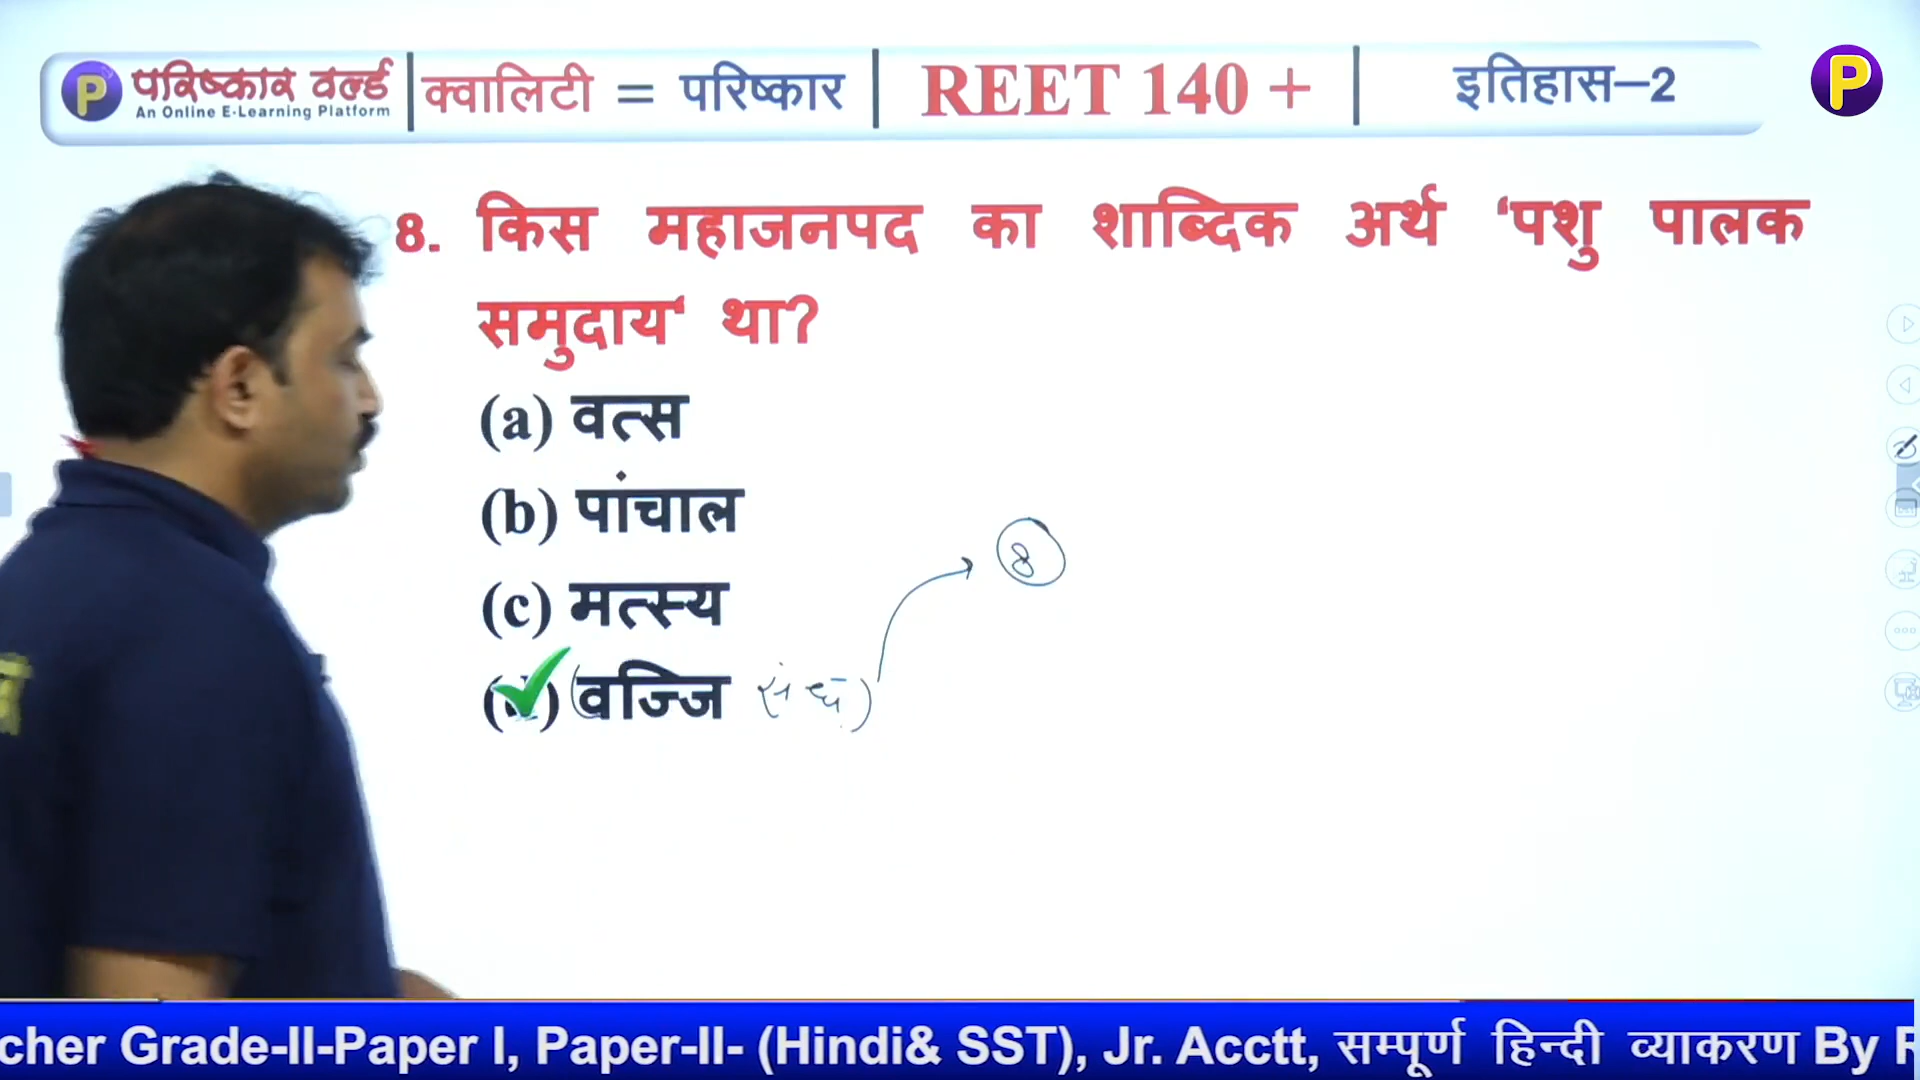 परिष्कार वर्ल्ड
An Online E-Learning Platform
क्वालिटी = परिष्कार
REET 140 +
इतिहास–2
8. किस महाजनपद का शाब्दिक अर्थ ‘पशु पालक
समुदाय‘ था?
(a) वत्स
(b) पांचाल
(c) मत्स्य
8
(वज्जि संघ)
cher Grade-II-Paper I, Paper-II- (Hindi& SST), Jr. Acctt, सम्पूर्ण हिन्दी व्याकरण By